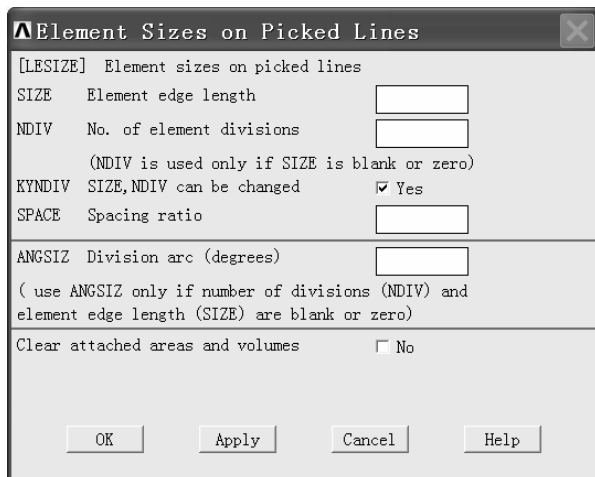 Element Sizes on Picked Lines
[LESIZE] Element sizes on picked lines
SIZE Element edge length
NDIV No. of element divisions
(NDIV is used only if SIZE is blank or zero)
KYNDIV SIZE,NDIV can be changed Yes
SPACE Spacing ratio
ANGSIZ Division arc (degrees)
( use ANGSIZ only if number of divisions (NDIV) and
element edge length (SIZE) are blank or zero)
Clear attached areas and volumes No
OK Apply Cancel Help